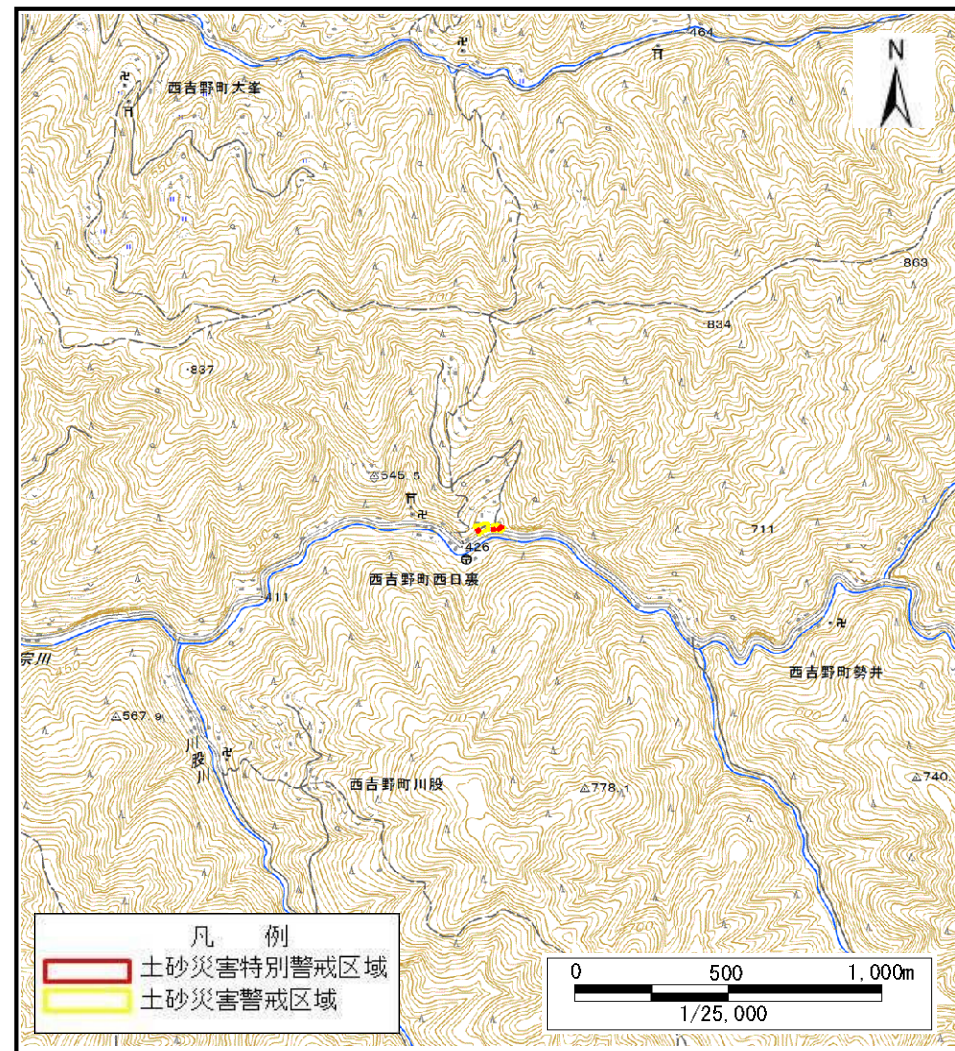 464
N
西吉野町大峯
863
834
837
545.5
711
426
西吉野町西日裏
411
宗川
西吉野町勢井
567.9
川股川
西吉野町川股
778.1
740.
凡 例
土砂災害特別警戒区域
土砂災害警戒区域
0 500 1,000m
1/25,000